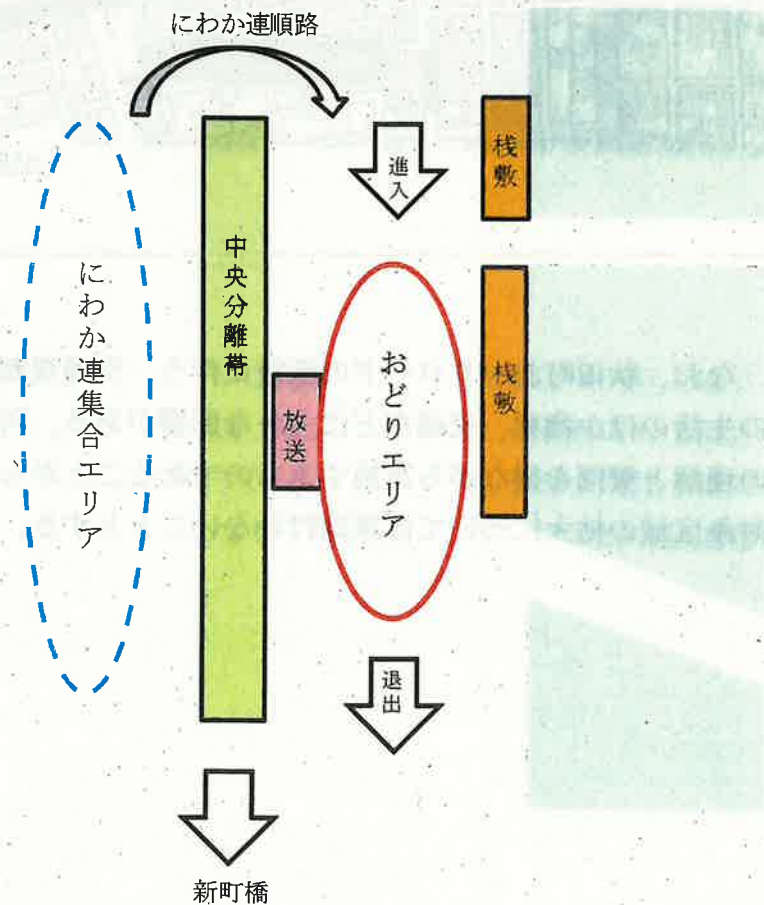 にわか連順路
進入
桟敷
中央分離帯
にわか連集合エリア
おどりエリア
桟敷
放送
退出
新町橋